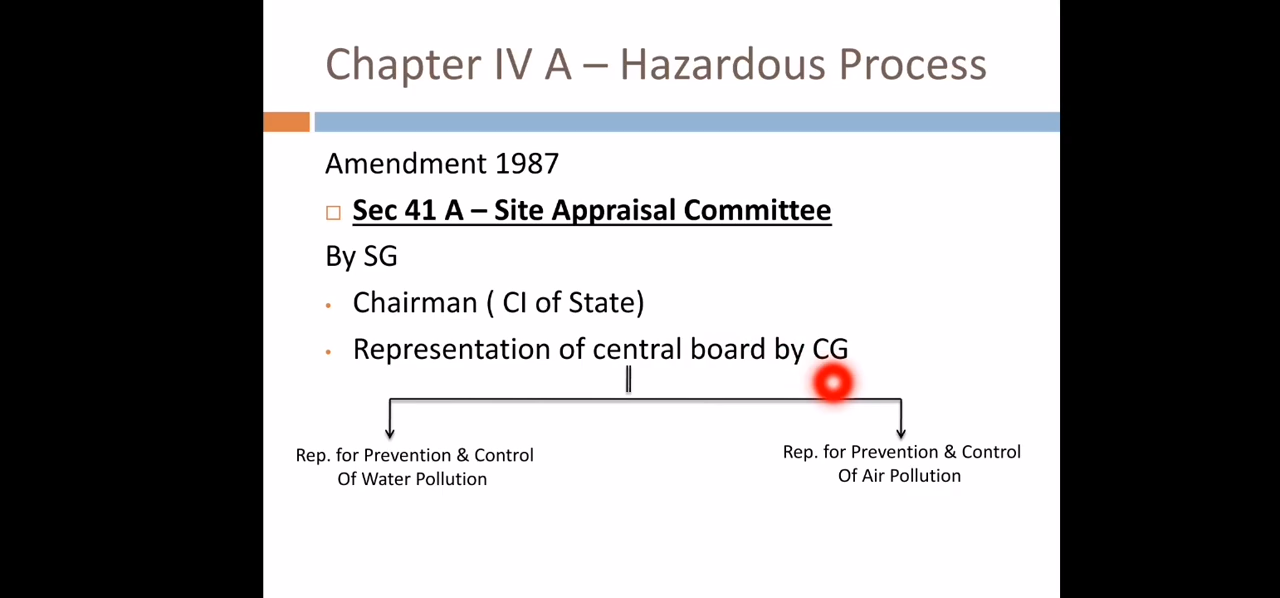 Chapter IV A – Hazardous Process
Amendment 1987
Sec 41 A – Site Appraisal Committee
By SG
Chairman ( CI of State)
Representation of central board by CG
Rep. for Prevention & Control
Of Water Pollution
Rep. for Prevention & Control
Of Air Pollution